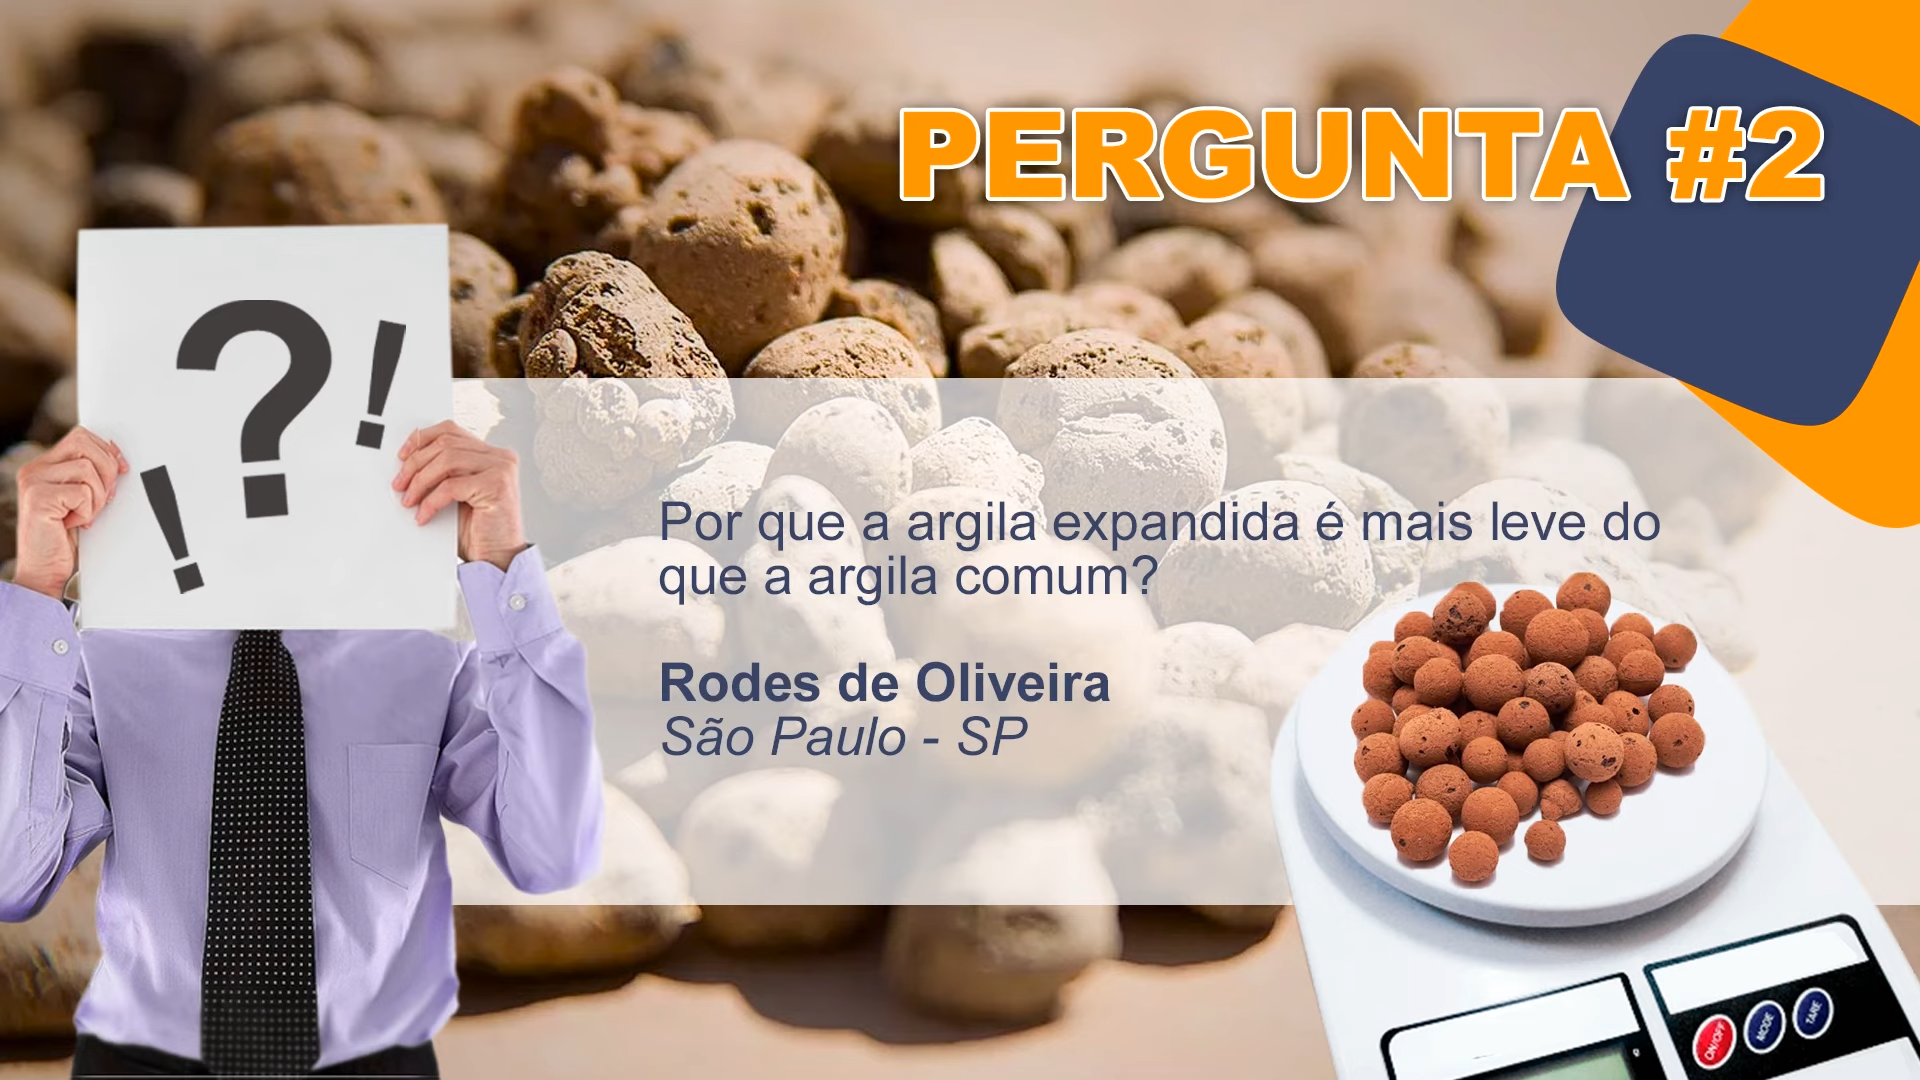 PERGUNTA #2
? !
!
Por que a argila expandida é mais leve do
que a argila comum?
Rodes de Oliveira
São Paulo - SP
ON/OFF MODE TARE